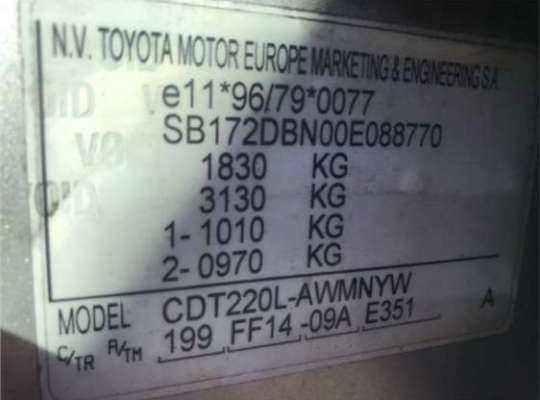 N.V. TOYOTA MOTOR EUROPE MARKETING & ENGINEERING S.A.
e11*96/79*0077
SB172DBN00E088770
1830 KG
3130 KG
1- 1010 KG
2- 0970 KG
MODEL CDT220L-AWMNYW A
C/TR A/TM 199 FF14 -09A E351